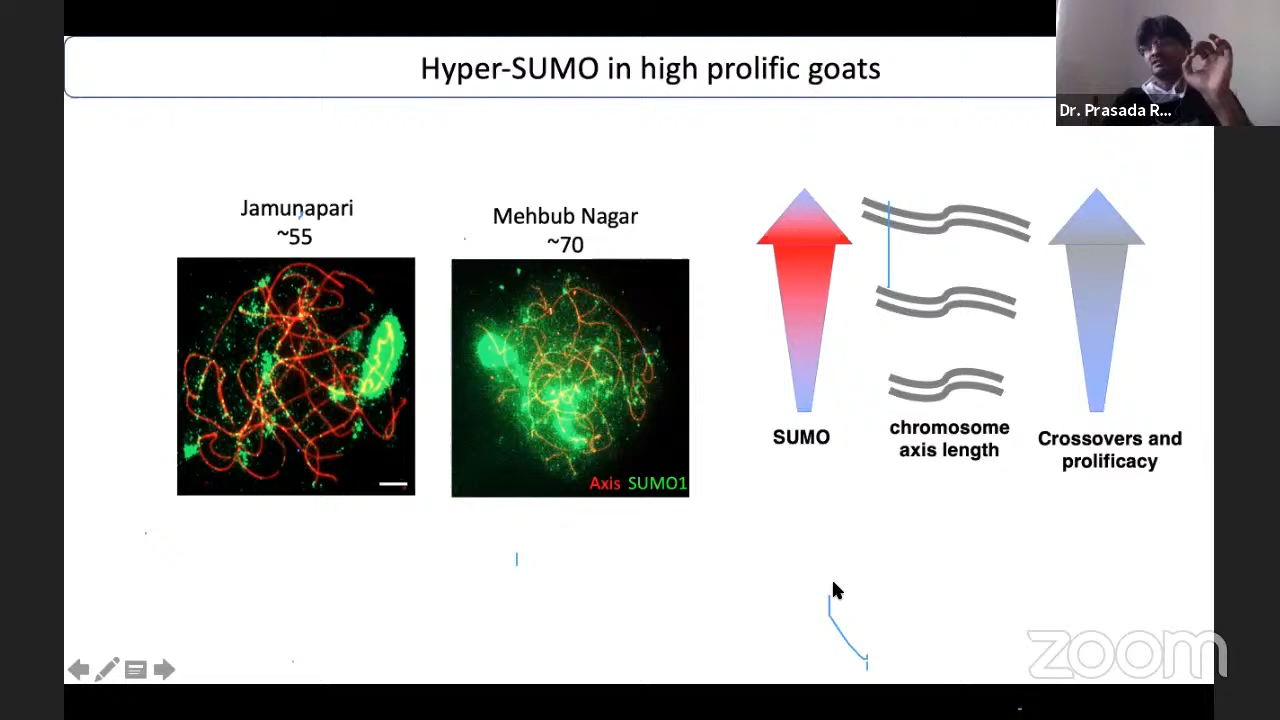 Hyper-SUMO in high prolific goats
Dr. Prasada R...
Jamunapari
~55
Mehbub Nagar
~70
Axis SUMO1
SUMO
chromosome
axis length
Crossovers and
prolificacy
zoom